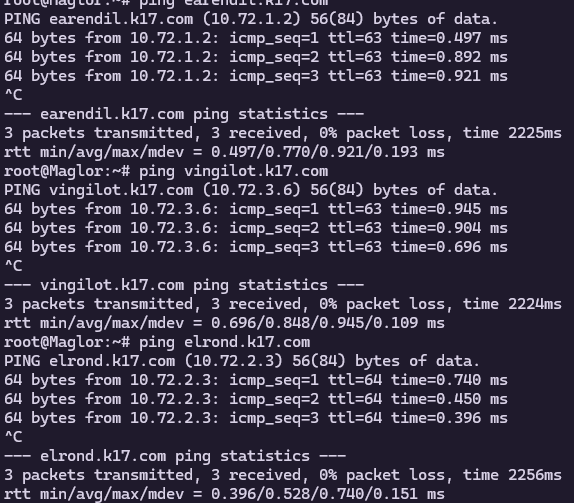 root@Maglor:~# ping earendil.k17.com
PING earendil.k17.com (10.72.1.2) 56(84) bytes of data.
64 bytes from 10.72.1.2: icmp_seq=1 ttl=63 time=0.497 ms
64 bytes from 10.72.1.2: icmp_seq=2 ttl=63 time=0.892 ms
64 bytes from 10.72.1.2: icmp_seq=3 ttl=63 time=0.921 ms
^C
--- earendil.k17.com ping statistics ---
3 packets transmitted, 3 received, 0% packet loss, time 2225ms
rtt min/avg/max/mdev = 0.497/0.770/0.921/0.193 ms
root@Maglor:~# ping vingilot.k17.com
PING vingilot.k17.com (10.72.3.6) 56(84) bytes of data.
64 bytes from 10.72.3.6: icmp_seq=1 ttl=63 time=0.945 ms
64 bytes from 10.72.3.6: icmp_seq=2 ttl=63 time=0.904 ms
64 bytes from 10.72.3.6: icmp_seq=3 ttl=63 time=0.696 ms
^C
--- vingilot.k17.com ping statistics ---
3 packets transmitted, 3 received, 0% packet loss, time 2224ms
rtt min/avg/max/mdev = 0.696/0.848/0.945/0.109 ms
root@Maglor:~# ping elrond.k17.com
PING elrond.k17.com (10.72.2.3) 56(84) bytes of data.
64 bytes from 10.72.2.3: icmp_seq=1 ttl=64 time=0.740 ms
64 bytes from 10.72.2.3: icmp_seq=2 ttl=64 time=0.450 ms
64 bytes from 10.72.2.3: icmp_seq=3 ttl=64 time=0.396 ms
^C
--- elrond.k17.com ping statistics ---
3 packets transmitted, 3 received, 0% packet loss, time 2256ms
rtt min/avg/max/mdev = 0.396/0.528/0.740/0.151 ms